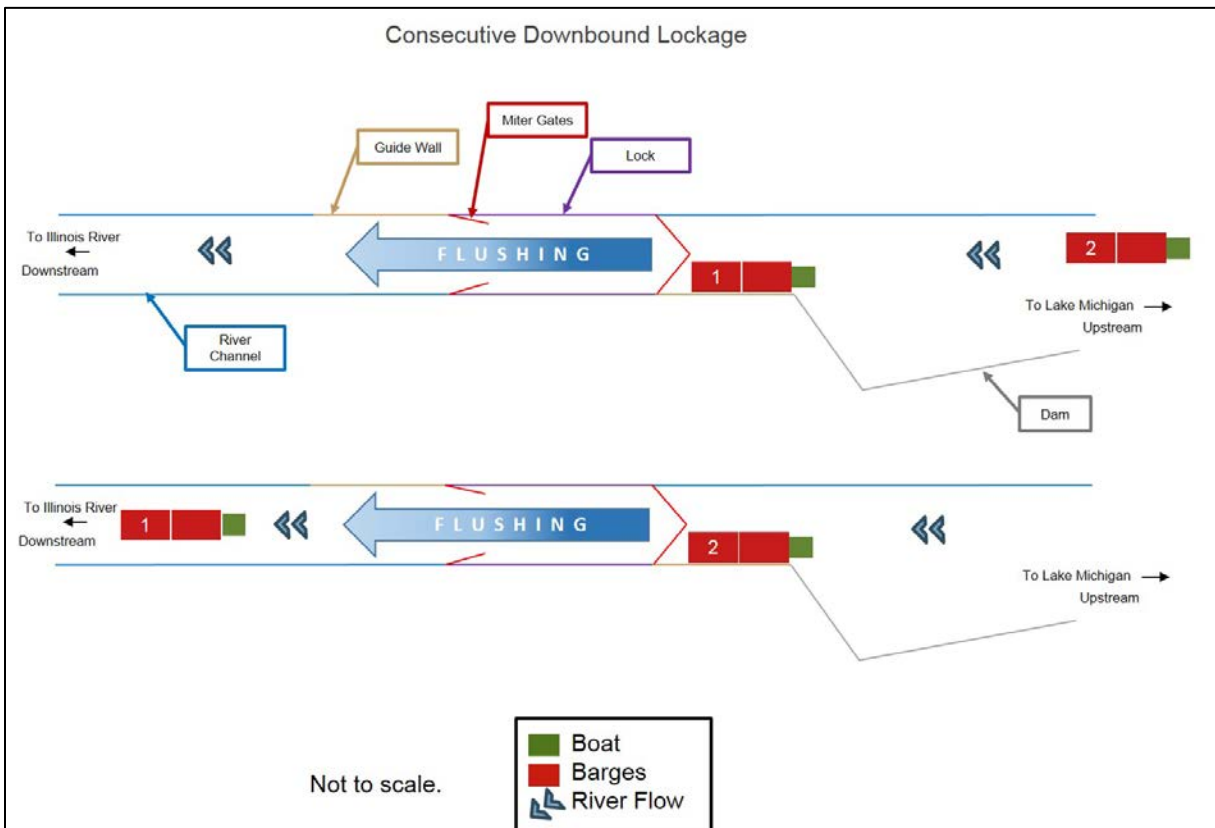 Consecutive Downbound Lockage
Miter Gates
Guide Wall
Lock
To Illinois River
Downstream
FLUSHING
1
2
To Lake Michigan
Upstream
River
Channel
Dam
To Illinois River
Downstream
1
FLUSHING
2
To Lake Michigan
Upstream
Not to scale.
Boat
Barges
River Flow